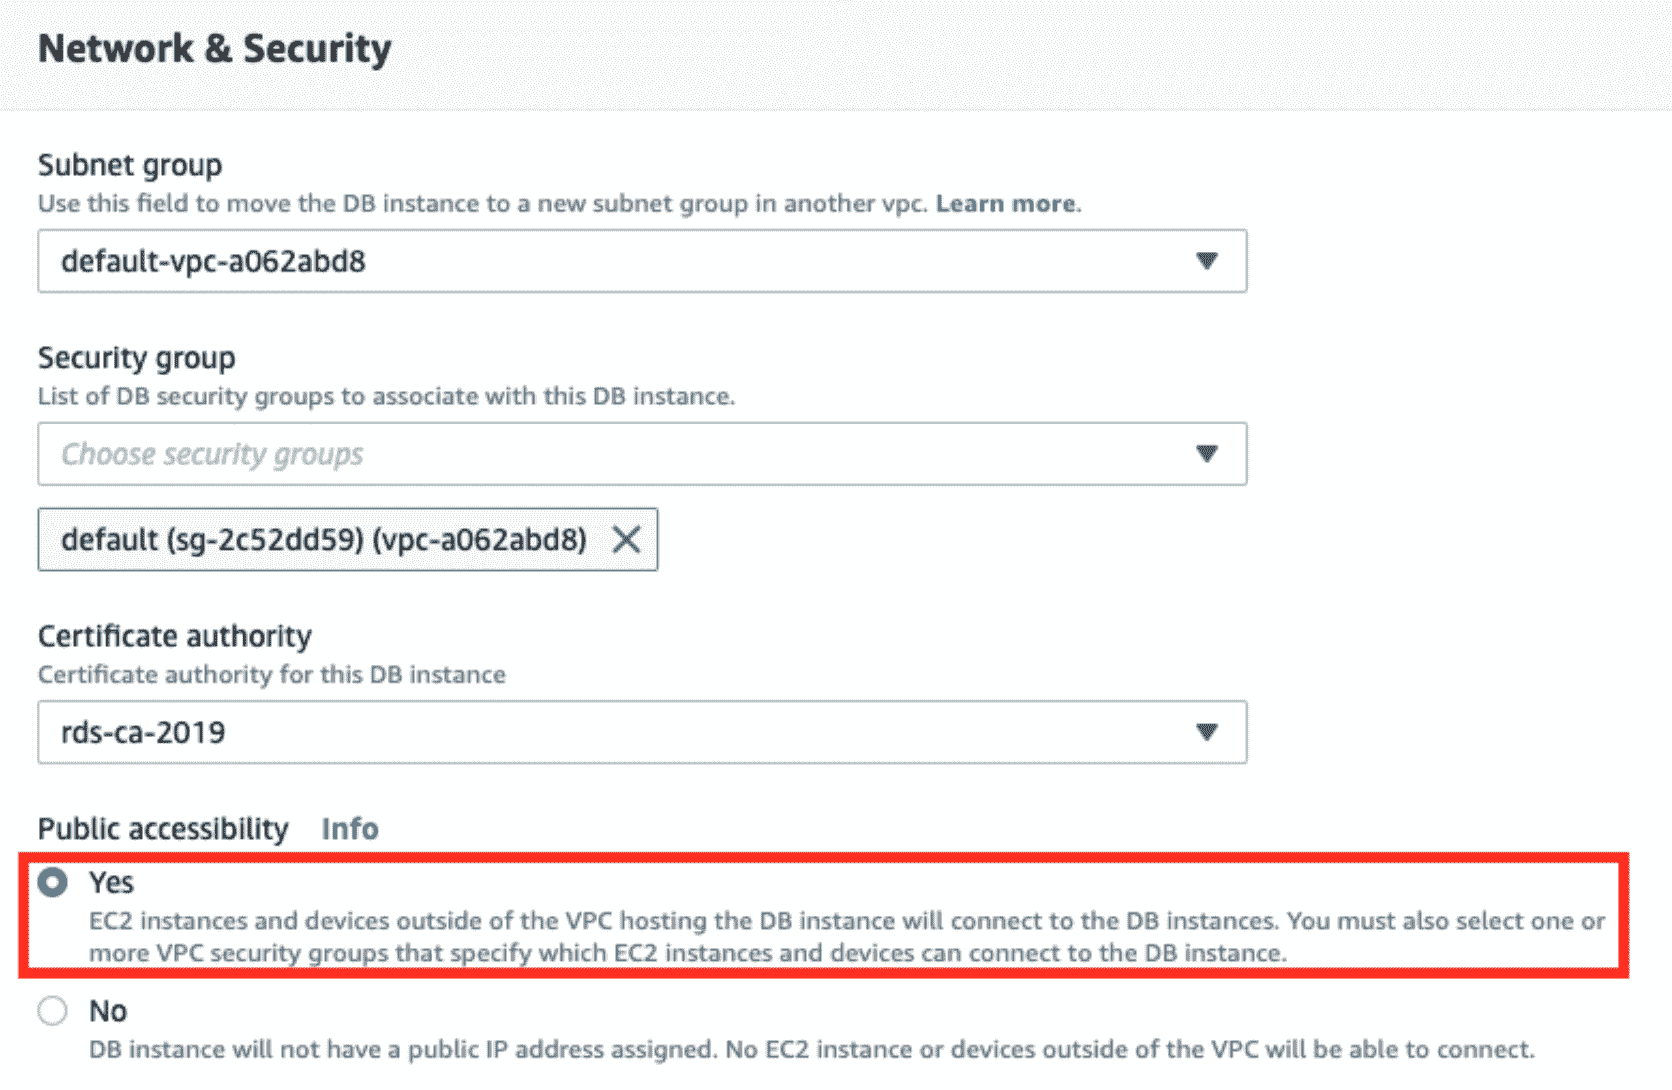 Network & Security
Subnet group
Use this field to move the DB instance to a new subnet group in another vpc. Learn more.
default-vpc-a062abd8
Security group
List of DB security groups to associate with this DB instance.
Choose security groups
default (sg-2c52dd59) (vpc-a062abd8)
Certificate authority
Certificate authority for this DB instance
rds-ca-2019
Public accessibility Info
Yes
EC2 instances and devices outside of the VPC hosting the DB instance will connect to the DB instances. You must also select one or
more VPC security groups that specify which EC2 instances and devices can connect to the DB instance.
No
DB instance will not have a public IP address assigned. No EC2 instance or devices outside of the VPC will be able to connect.